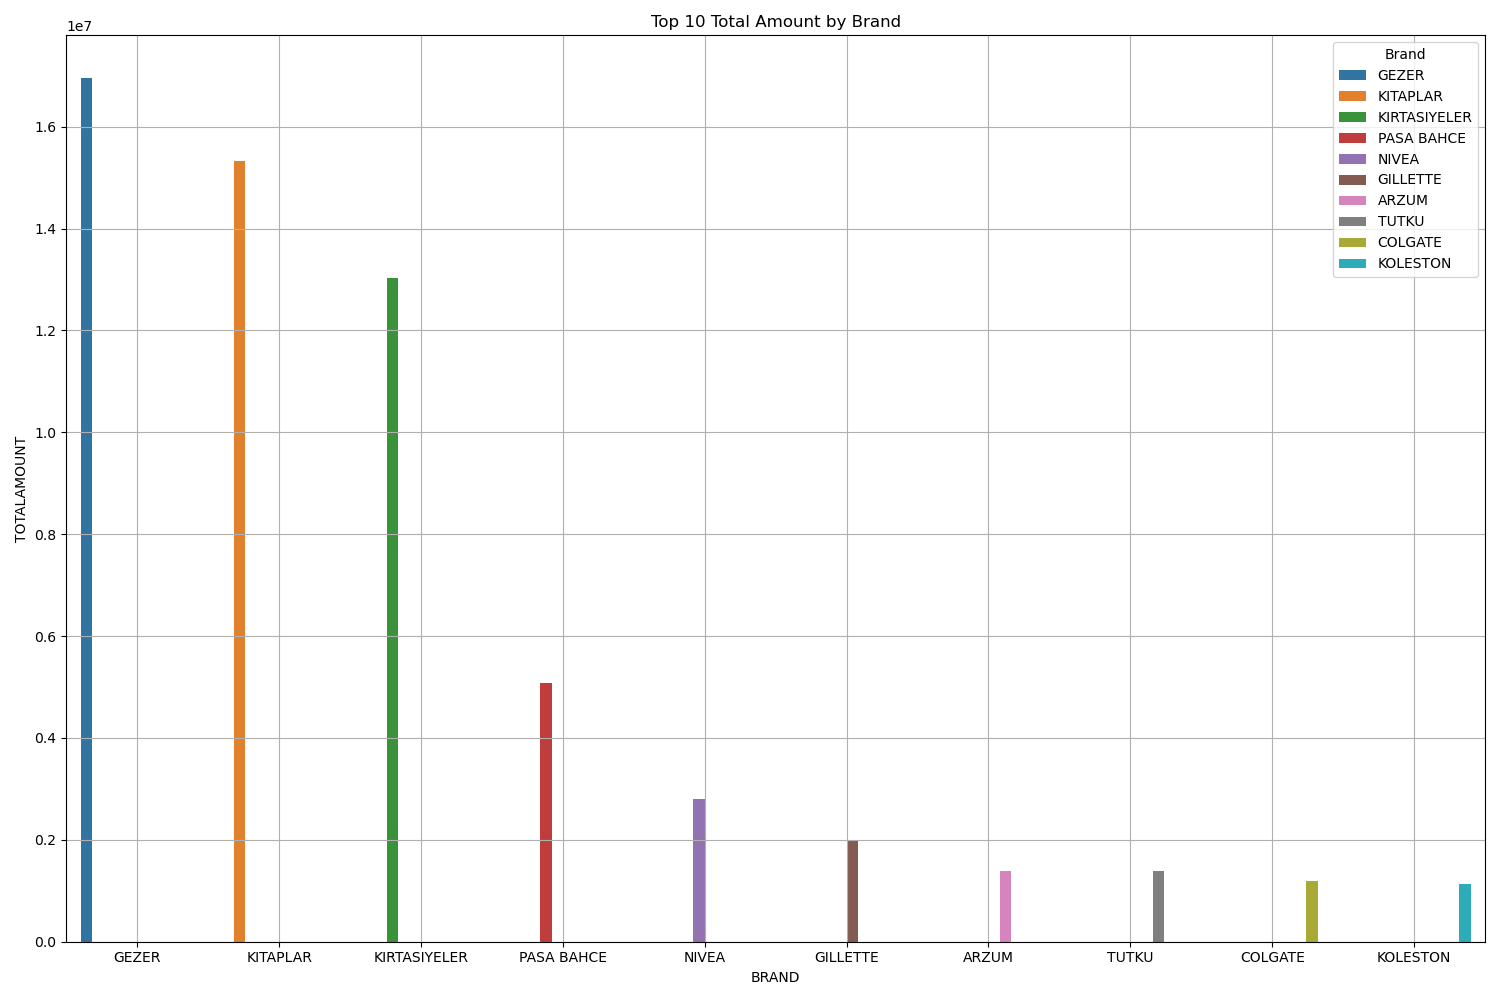 Top 10 Total Amount by Brand
1e7
Brand
GEZER
KITAPLAR
KIRTASIYELER
PASA BAHCE
NIVEA
GILLETTE
ARZUM
TUTKU
COLGATE
KOLESTON
1.6
1.4
1.2
1.0
0.8
0.6
0.4
0.2
0.0
TOTALAMOUNT
GEZER KITAPLAR KIRTASIYELER PASA BAHCE NIVEA GILLETTE ARZUM TUTKU COLGATE KOLESTON
BRAND